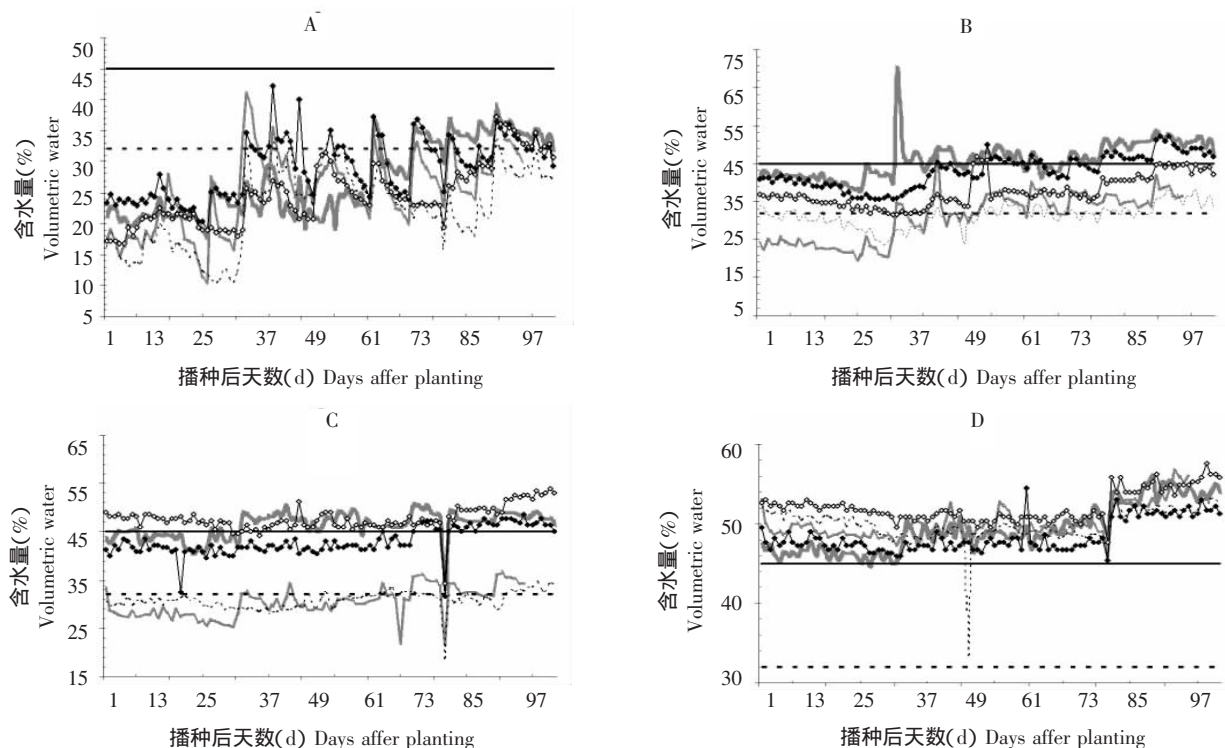 A
50
45
40
35
30
25
20
15
10
5
含水量(%)
Volumetric water
1 13 25 37 49 61 73 85 97
播种后天数(d) Days affer planting
B
75
65
55
45
35
25
15
5
含水量(%)
Volumetric water
1 13 25 37 49 61 73 85 97
播种后天数(d) Days affer planting
C
65
55
45
35
25
15
含水量(%)
Volumetric water
1 13 25 37 49 61 73 85 97
播种后天数(d) Days affer planting
D
60
50
42
30
含水量(%)
Volumetric water
1 13 25 37 49 61 73 85 97
播种后天数(d) Days affer planting